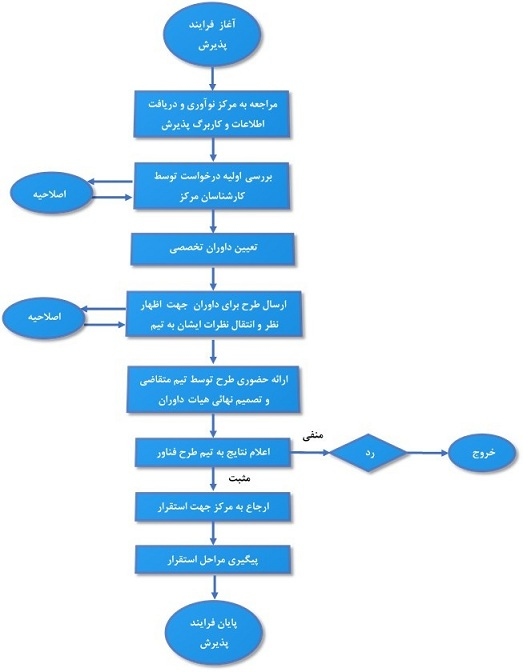 آغاز فرایند
پذیرش
مراجعه به مرکز نوآوری و دریافت
اطلاعات و کاربرگ پذیرش
بررسی اولیه درخواست توسط
کارشناسان مرکز
اصلاحیه
تعیین داوران تخصصی
ارسال طرح برای داوران جهت اظهار
نظر و انتقال نظرات ایشان به تیم
اصلاحیه
ارائه حضوری طرح توسط تیم متقاضی
و تصمیم نهائی هیات داوران
اعلام نتایج به تیم طرح فناور
منفی
رد
خروج
مثبت
ارجاع به مرکز جهت استقرار
پیگیری مراحل استقرار
پایان فرایند
پذیرش